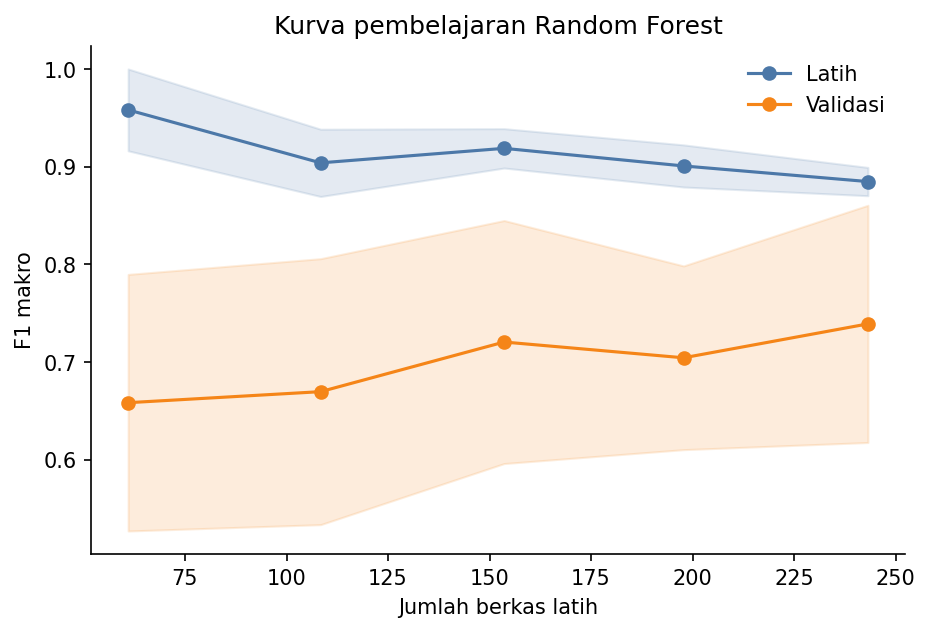 Kurva pembelajaran Random Forest
Latih
Validasi
F1 makro
1.0
0.9
0.8
0.7
0.6
75 100 125 150 175 200 225 250
Jumlah berkas latih